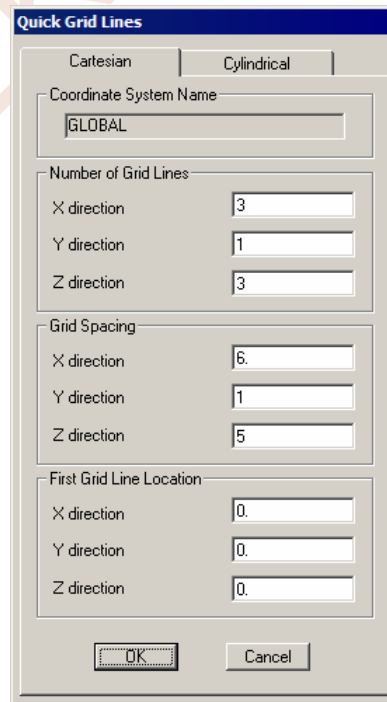 Quick Grid Lines
Cartesian Cylindrical
Coordinate System Name
GLOBAL
Number of Grid Lines
X direction 3
Y direction 1
Z direction 3
Grid Spacing
X direction 6.
Y direction 1
Z direction 5
First Grid Line Location
X direction 0.
Y direction 0.
Z direction 0.
OK Cancel